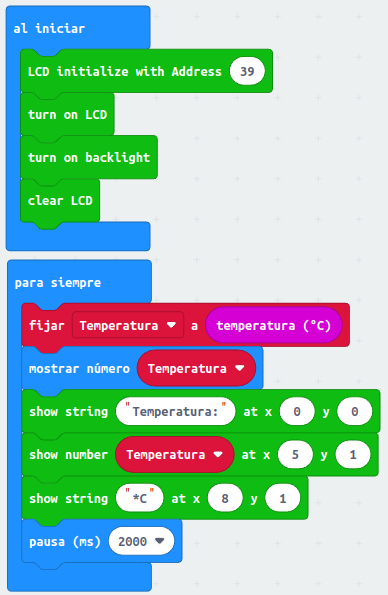 al iniciar
LCD initialize with Address 39
turn on LCD
turn on backlight
clear LCD
para siempre
fijar Temperatura a temperatura (°C)
mostrar número Temperatura
show string "Temperatura:" at x 0 y 0
show number Temperatura at x 5 y 1
show string "*C" at x 8 y 1
pausa (ms) 2000